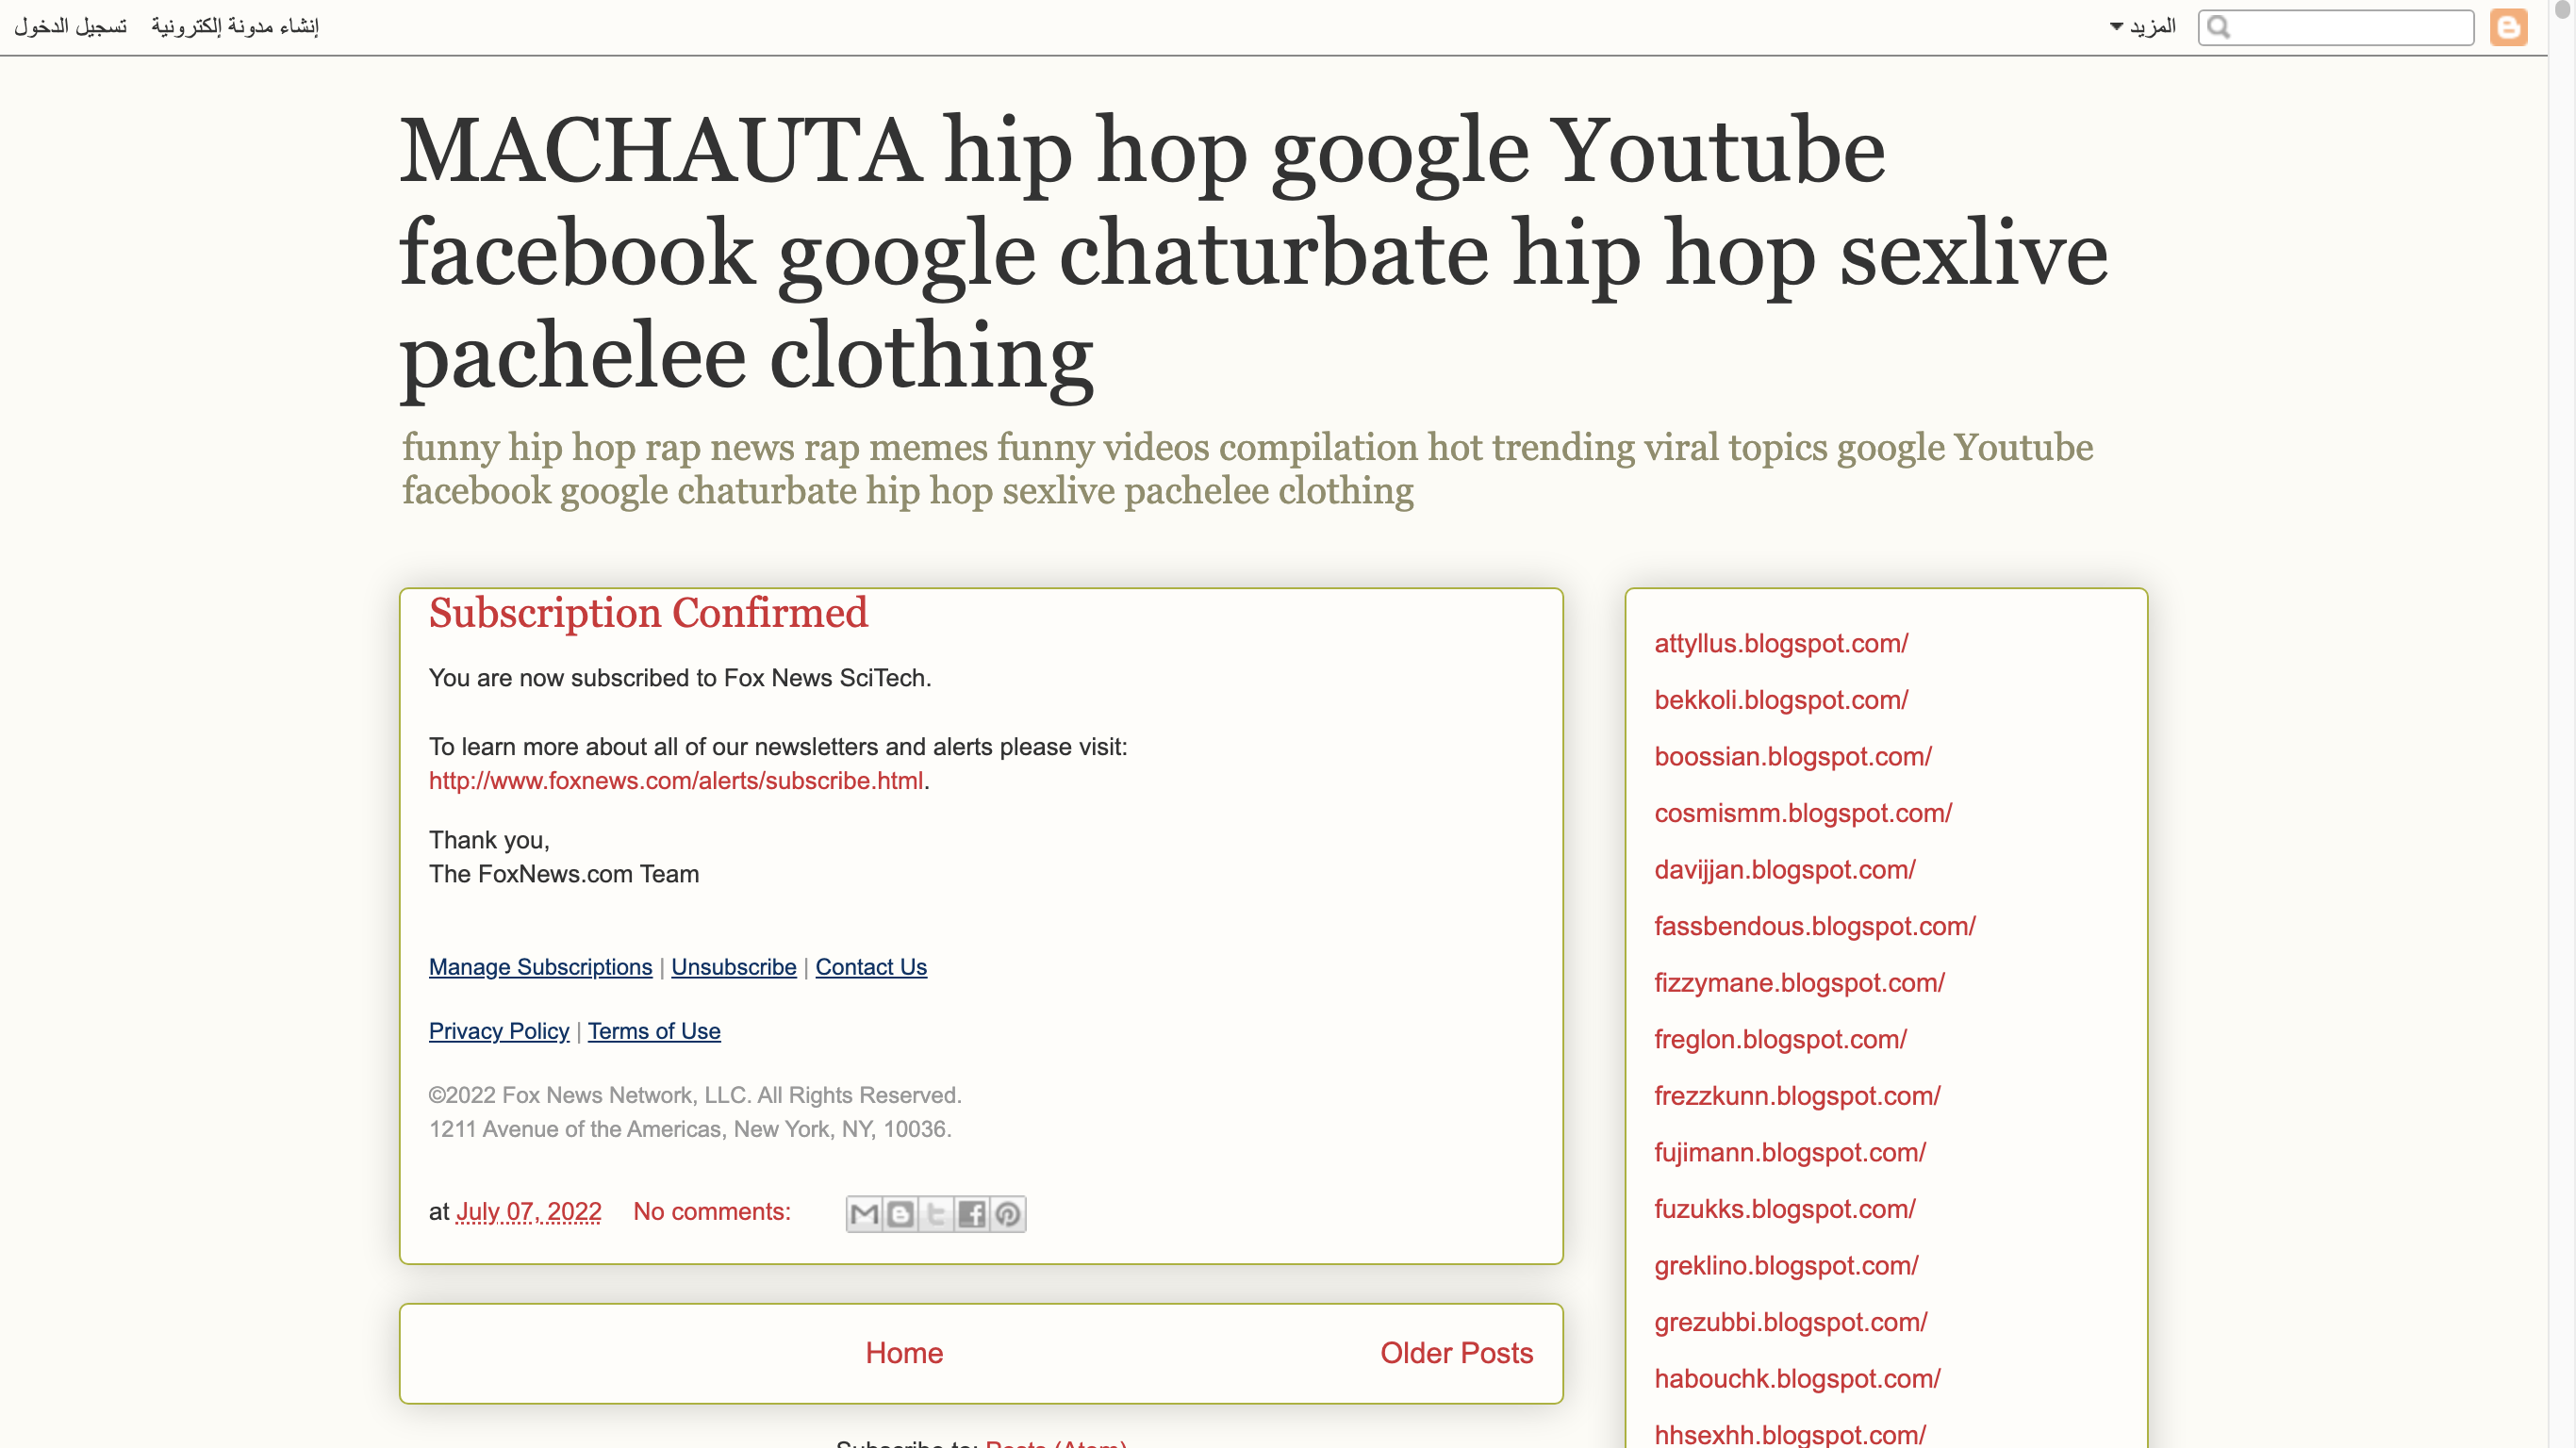 تسجيل الدخول إنشاء مدونة إلكترونية المزيد
MACHAUTA hip hop google Youtube
facebook google chaturbate hip hop sexlive
pachelee clothing
funny hip hop rap news rap memes funny videos compilation hot trending viral topics google Youtube
facebook google chaturbate hip hop sexlive pachelee clothing
Subscription Confirmed
You are now subscribed to Fox News SciTech.
To learn more about all of our newsletters and alerts please visit:
http://www.foxnews.com/alerts/subscribe.html.
Thank you,
The FoxNews.com Team
Manage Subscriptions | Unsubscribe | Contact Us
Privacy Policy | Terms of Use
©2022 Fox News Network, LLC. All Rights Reserved.
1211 Avenue of the Americas, New York, NY, 10036.
at July 07, 2022 No comments:
Home Older Posts
Subscribe to: Posts (Atom)
attyllus.blogspot.com/
bekkoli.blogspot.com/
boossian.blogspot.com/
cosmismm.blogspot.com/
davijjan.blogspot.com/
fassbendous.blogspot.com/
fizzymane.blogspot.com/
freglon.blogspot.com/
frezzkunn.blogspot.com/
fujimann.blogspot.com/
fuzukks.blogspot.com/
greklino.blogspot.com/
grezubbi.blogspot.com/
habouchk.blogspot.com/
hhsexhh.blogspot.com/